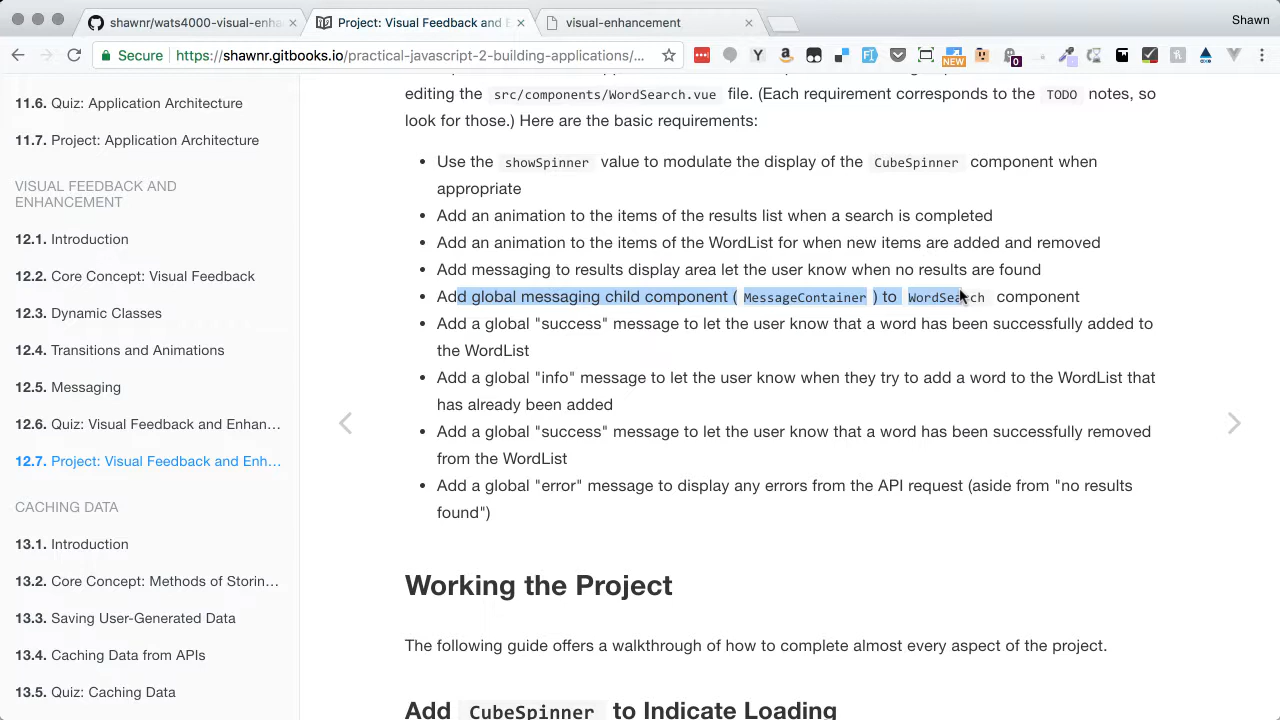 shawnr/wats4000-visual-enha
Project: Visual Feedback and E
visual-enhancement
Shawn
Secure
https://shawnr.gitbooks.io/practical-javascript-2-building-applications/...
NEW
0
11.6. Quiz: Application Architecture
11.7. Project: Application Architecture
VISUAL FEEDBACK AND
ENHANCEMENT
12.1. Introduction
12.2. Core Concept: Visual Feedback
12.3. Dynamic Classes
12.4. Transitions and Animations
12.5. Messaging
12.6. Quiz: Visual Feedback and Enhan...
12.7. Project: Visual Feedback and Enh...
CACHING DATA
13.1. Introduction
13.2. Core Concept: Methods of Storin...
13.3. Saving User-Generated Data
13.4. Caching Data from APIs
13.5. Quiz: Caching Data
editing the src/components/WordSearch.vue file. (Each requirement corresponds to the TODO notes, so
look for those.) Here are the basic requirements:
• Use the showSpinner value to modulate the display of the CubeSpinner component when
appropriate
• Add an animation to the items of the results list when a search is completed
• Add an animation to the items of the WordList for when new items are added and removed
• Add messaging to results display area let the user know when no results are found
• Add global messaging child component ( MessageContainer ) to WordSearch component
• Add a global "success" message to let the user know that a word has been successfully added to
the WordList
• Add a global "info" message to let the user know when they try to add a word to the WordList that
has already been added
• Add a global "success" message to let the user know that a word has been successfully removed
from the WordList
• Add a global "error" message to display any errors from the API request (aside from "no results
found")
Working the Project
The following guide offers a walkthrough of how to complete almost every aspect of the project.
Add CubeSpinner to Indicate Loading